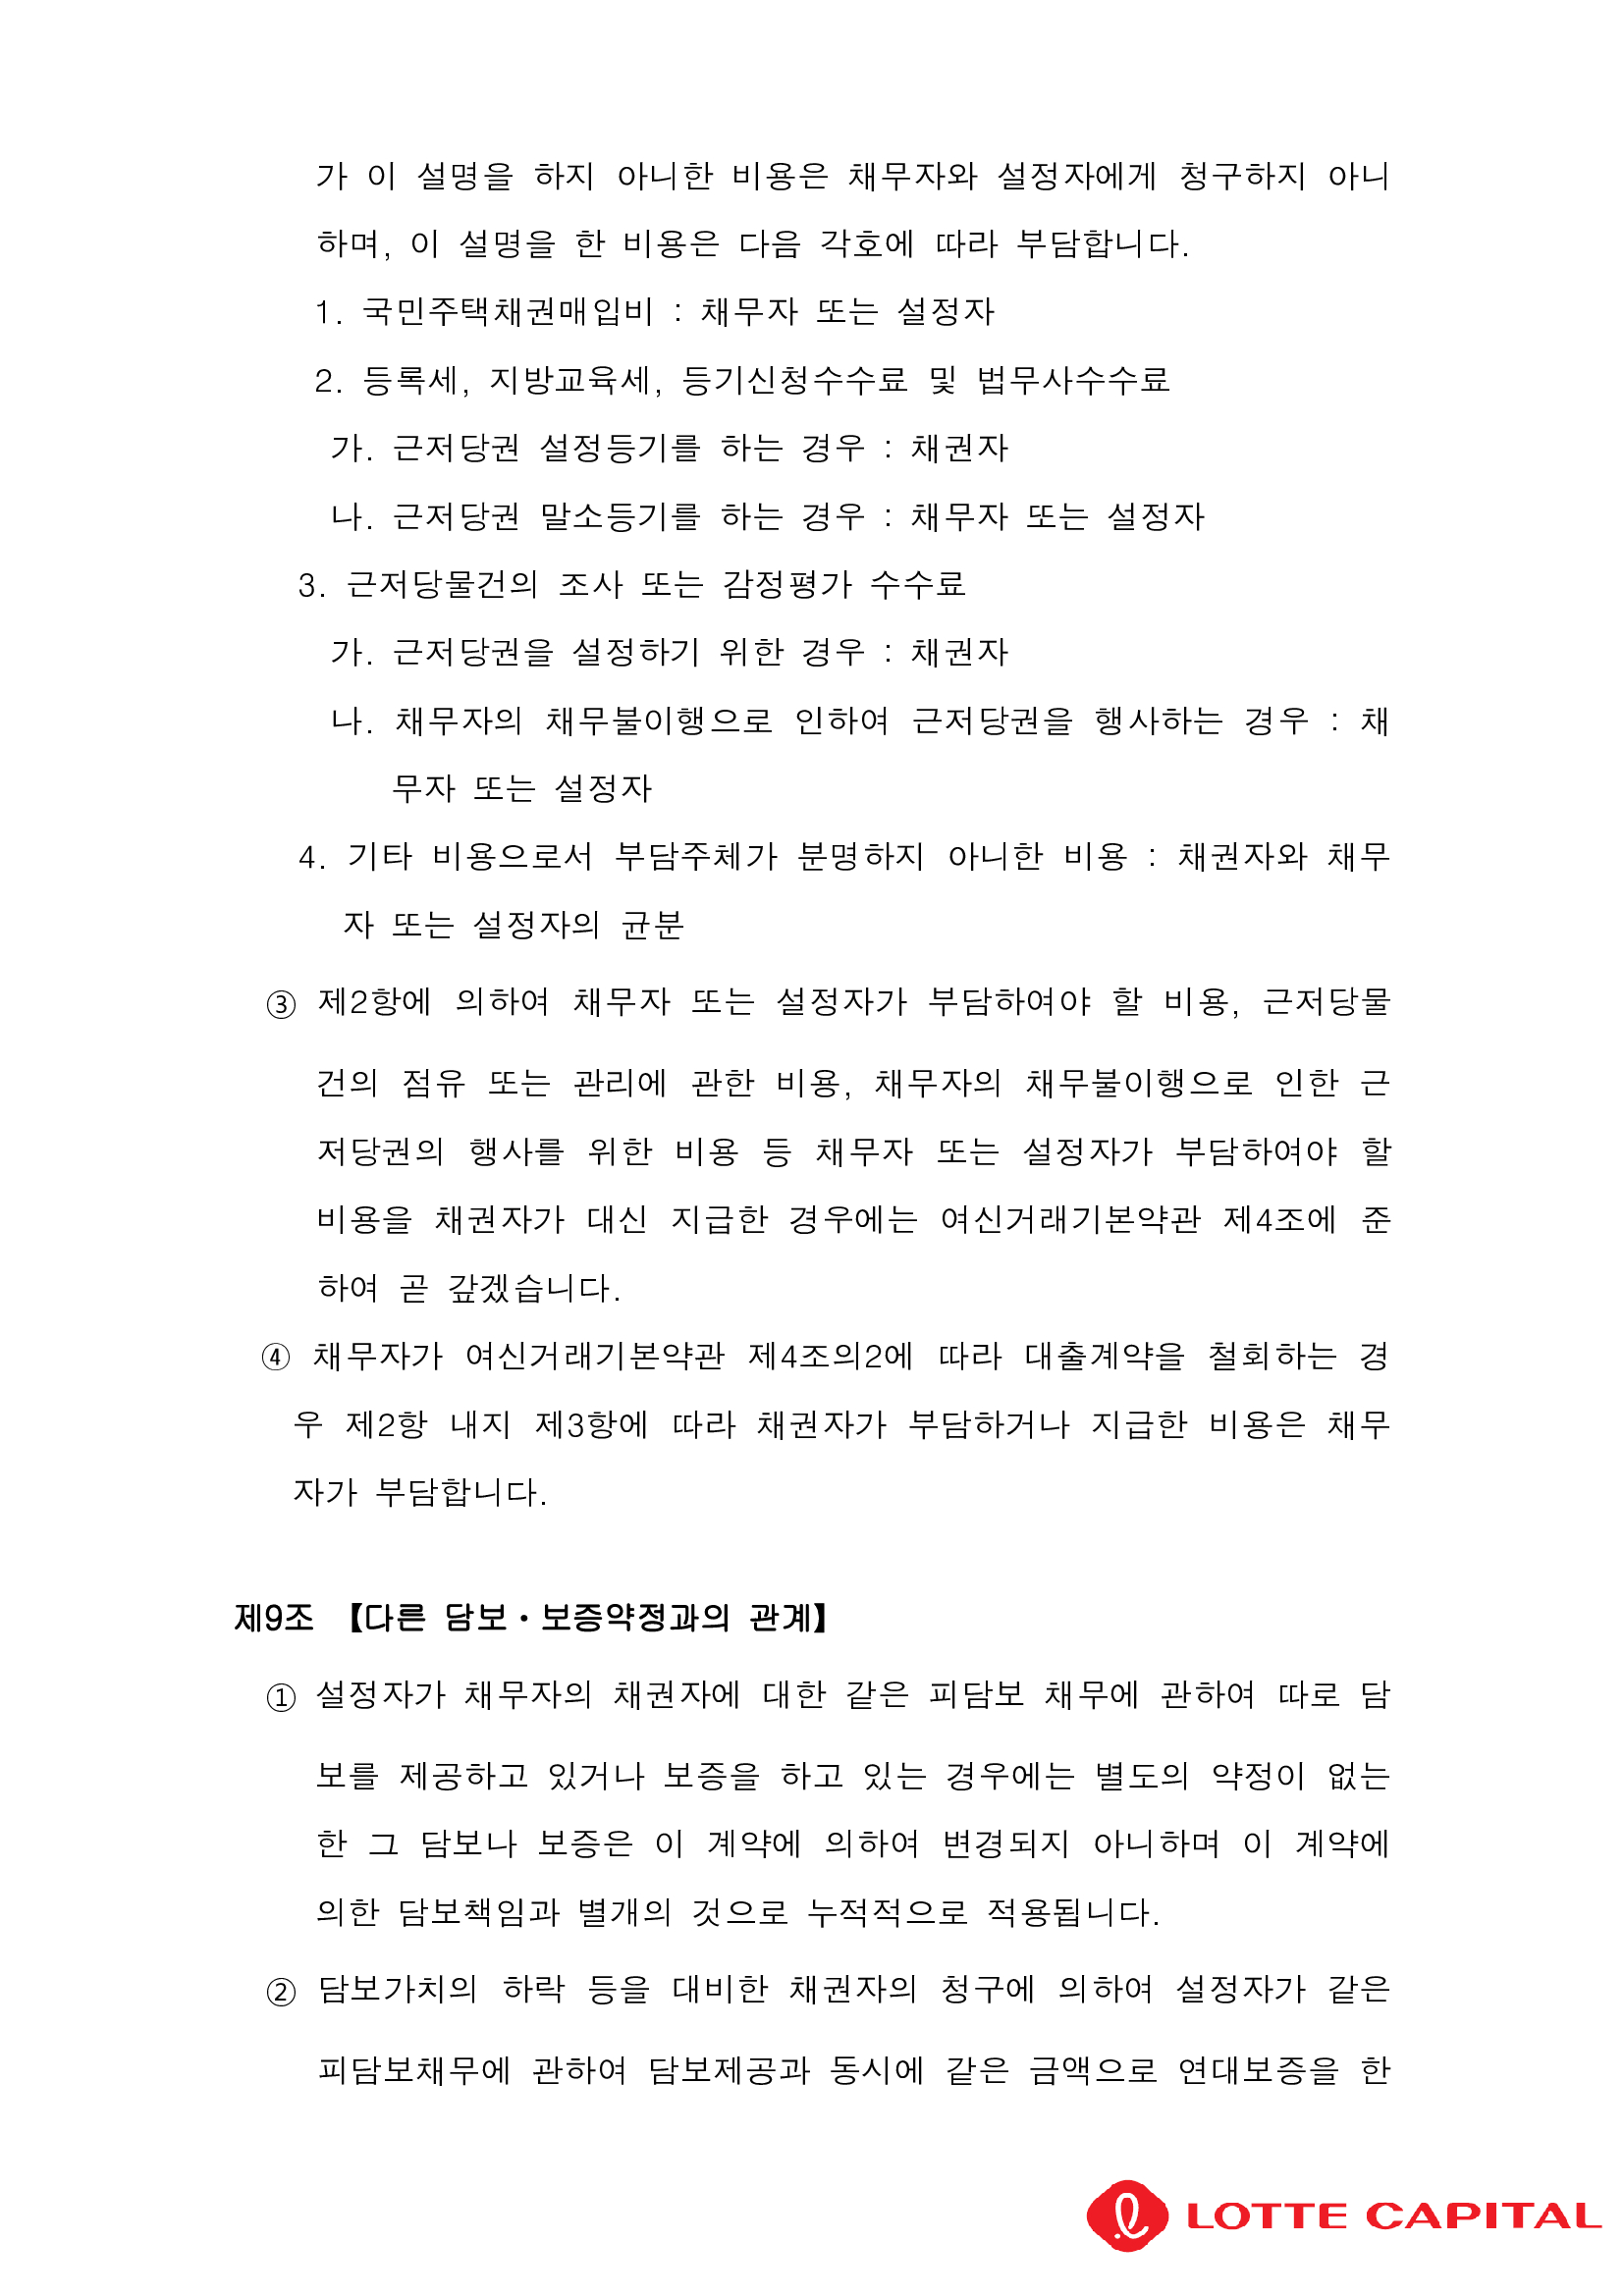 가 이 설명을 하지 아니한 비용은 채무자와 설정자에게 청구하지 아니
하며, 이 설명을 한 비용은 다음 각호에 따라 부담합니다.
1. 국민주택채권매입비 : 채무자 또는 설정자
2. 등록세, 지방교육세, 등기신청수수료 및 법무사수수료
가. 근저당권 설정등기를 하는 경우 : 채권자
나. 근저당권 말소등기를 하는 경우 : 채무자 또는 설정자
3. 근저당물건의 조사 또는 감정평가 수수료
가. 근저당권을 설정하기 위한 경우 : 채권자
나. 채무자의 채무불이행으로 인하여 근저당권을 행사하는 경우 : 채
무자 또는 설정자
4. 기타 비용으로서 부담주체가 분명하지 아니한 비용 : 채권자와 채무
자 또는 설정자의 균분
③ 제2항에 의하여 채무자 또는 설정자가 부담하여야 할 비용, 근저당물
건의 점유 또는 관리에 관한 비용, 채무자의 채무불이행으로 인한 근
저당권의 행사를 위한 비용 등 채무자 또는 설정자가 부담하여야 할
비용을 채권자가 대신 지급한 경우에는 여신거래기본약관 제4조에 준
하여 곧 갚겠습니다.
④ 채무자가 여신거래기본약관 제4조의2에 따라 대출계약을 철회하는 경
우 제2항 내지 제3항에 따라 채권자가 부담하거나 지급한 비용은 채무
자가 부담합니다.
제9조 【다른 담보·보증약정과의 관계】
① 설정자가 채무자의 채권자에 대한 같은 피담보 채무에 관하여 따로 담
보를 제공하고 있거나 보증을 하고 있는 경우에는 별도의 약정이 없는
한 그 담보나 보증은 이 계약에 의하여 변경되지 아니하며 이 계약에
의한 담보책임과 별개의 것으로 누적적으로 적용됩니다.
② 담보가치의 하락 등을 대비한 채권자의 청구에 의하여 설정자가 같은
피담보채무에 관하여 담보제공과 동시에 같은 금액으로 연대보증을 한
LOTTE CAPITAL